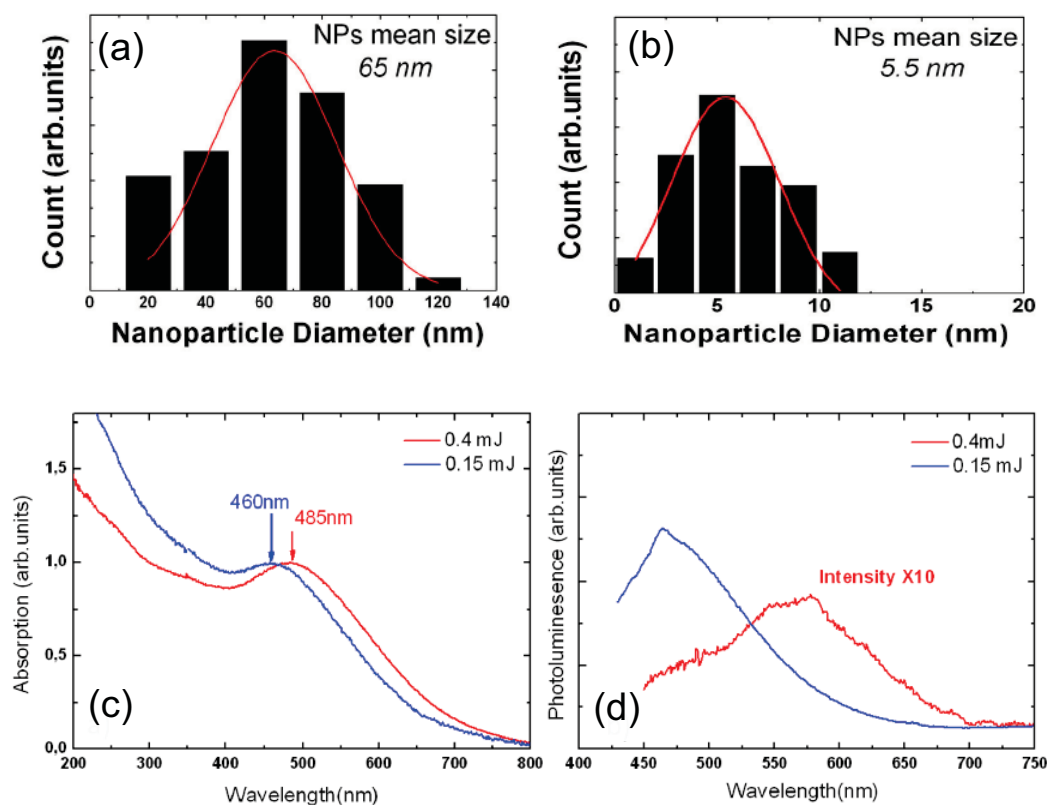 (a)
NPs mean size
65 nm
Count (arb.units)
0 20 40 60 80 100 120 140
Nanoparticle Diameter (nm)
(b)
NPs mean size
5.5 nm
Count (arb.units)
0 5 10 15 20
Nanoparticle Diameter (nm)
0.4 mJ
0.15 mJ
460nm
485nm
Absorption (arb.units)
1,5
1,0
0,5
0,0
(c)
200 300 400 500 600 700 800
Wavelength(nm)
0.4mJ
0.15 mJ
Intensity X10
Photoluminesence (arb.units)
(d)
400 450 500 550 600 650 700 750
Wavelength(nm)